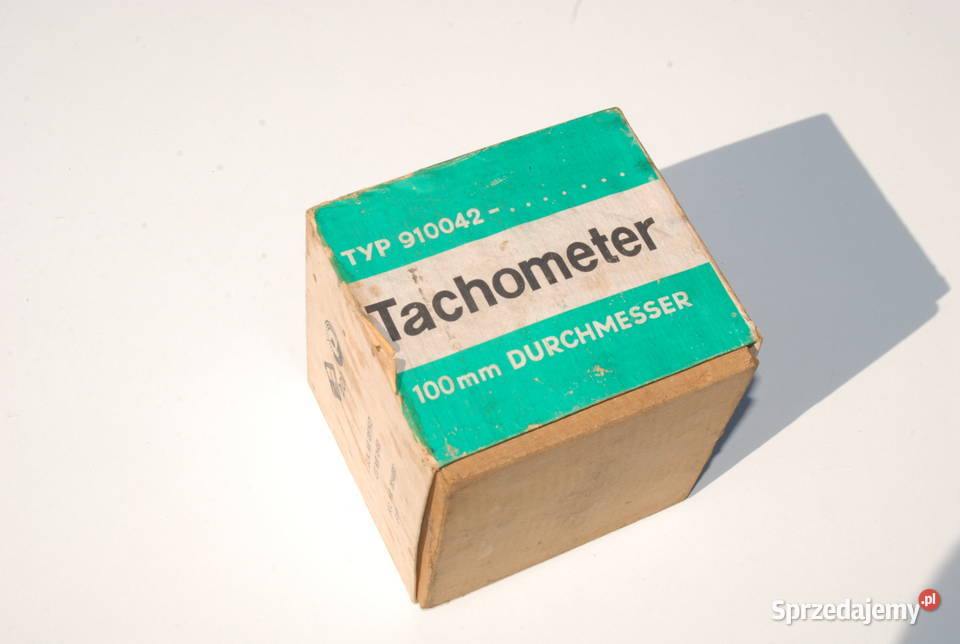 TYP 910042-........
Tachometer
100mm DURCHMESSER
Sprzedajemy.pl